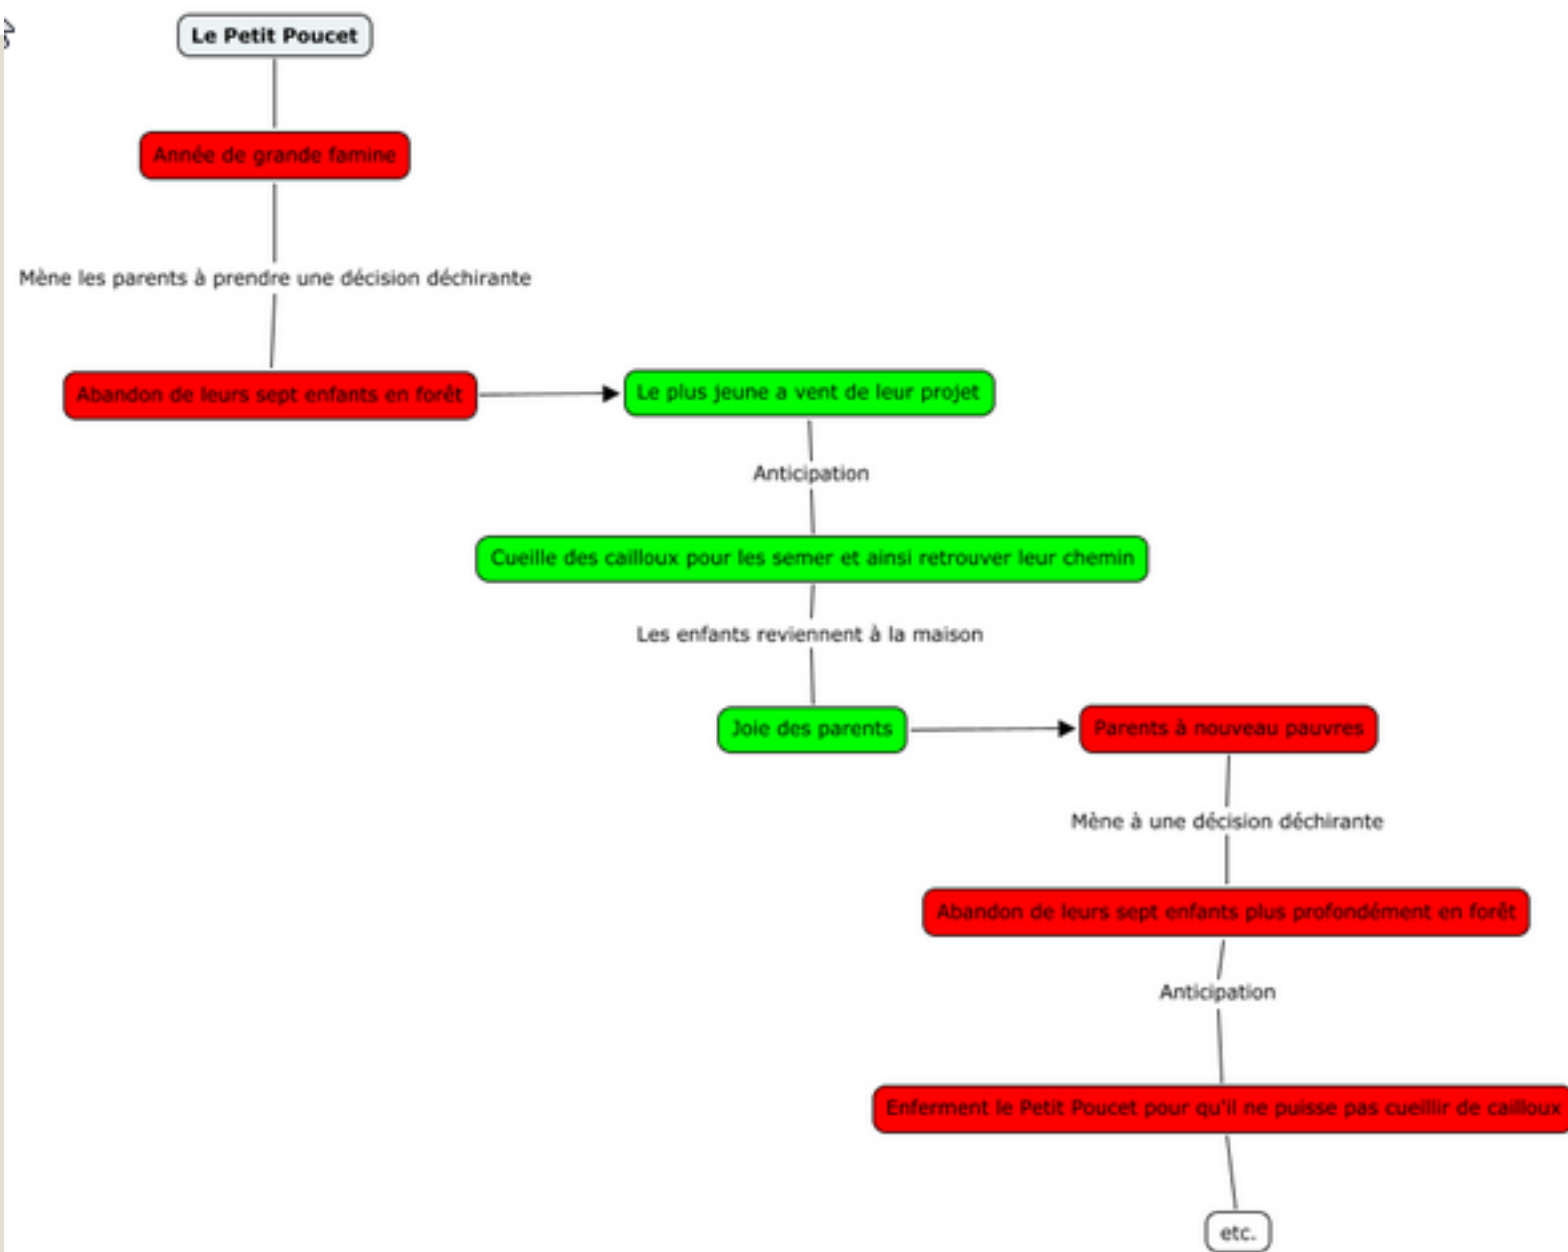 Le Petit Poucet
Année de grande famine
Mène les parents à prendre une décision déchirante
Abandon de leurs sept enfants en forêt
Le plus jeune a vent de leur projet
Anticipation
Cueille des cailloux pour les semer et ainsi retrouver leur chemin
Les enfants reviennent à la maison
Joie des parents
Parents à nouveau pauvres
Mène à une décision déchirante
Abandon de leurs sept enfants plus profondément en forêt
Anticipation
Enferment le Petit Poucet pour qu'il ne puisse pas cueillir de cailloux
etc.